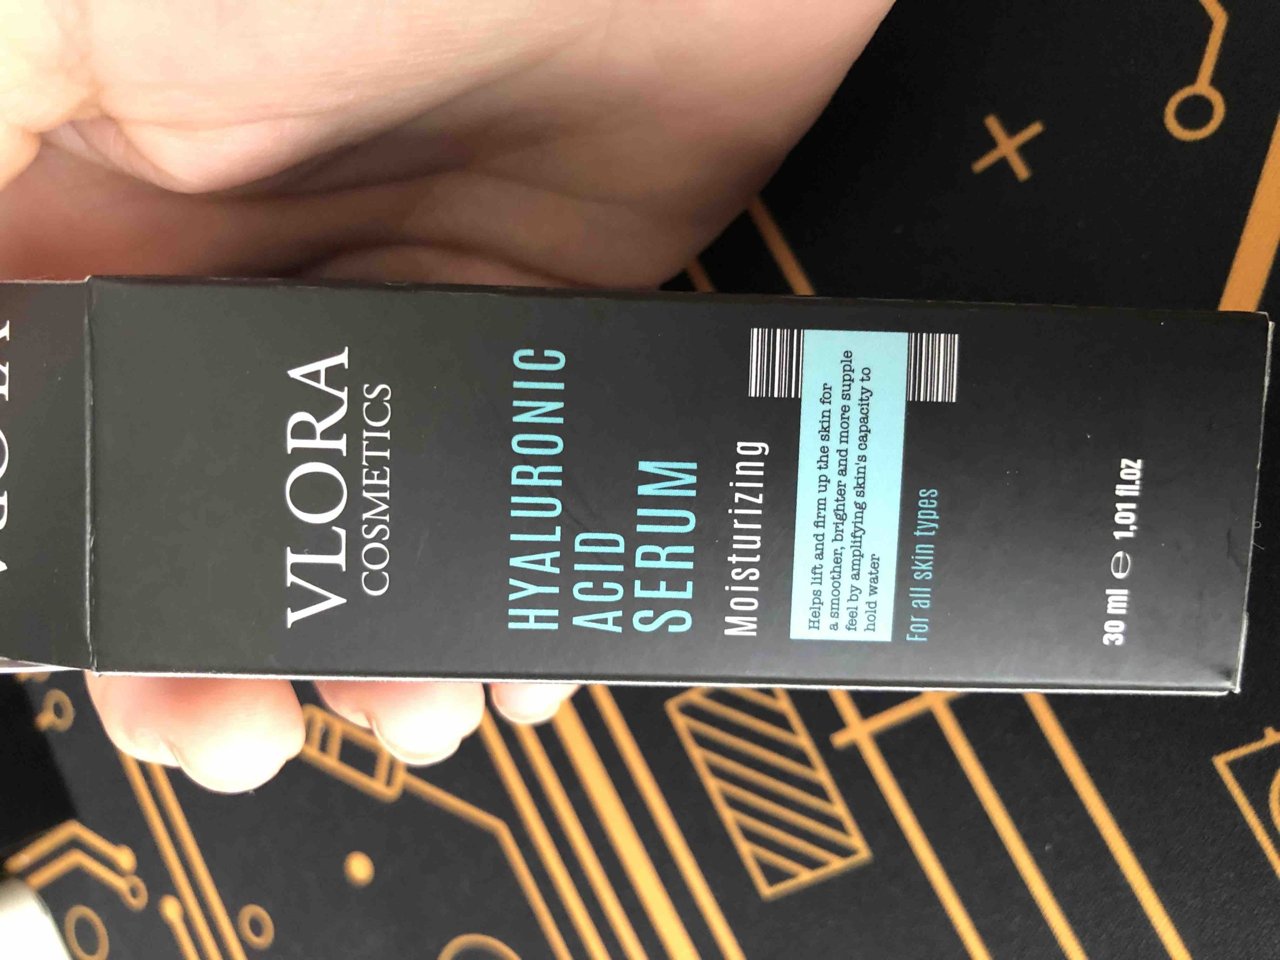 VLORA
COSMETICS
HYALURONIC
ACID
SERUM
Moisturizing
Helps lift and firm up the skin for
a smoother, brighter and more supple
feel by amplifying skin's capacity to
hold water
For all skin types
30 ml ℮ 1,01 fl.oz